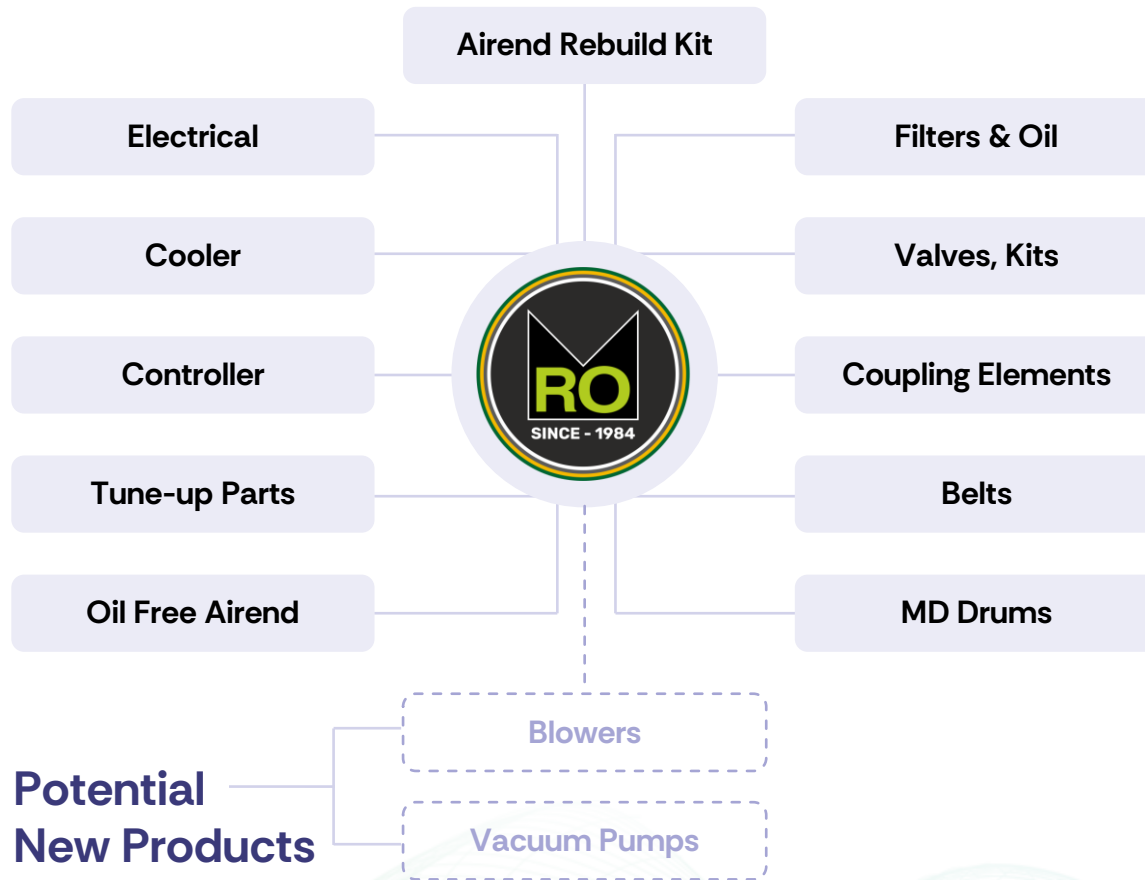 Airend Rebuild Kit
Electrical
Filters & Oil
Cooler
Valves, Kits
Controller
Coupling Elements
RO
SINCE - 1984
Tune-up Parts
Belts
Oil Free Airend
MD Drums
Blowers
Potential
New Products
Vacuum Pumps